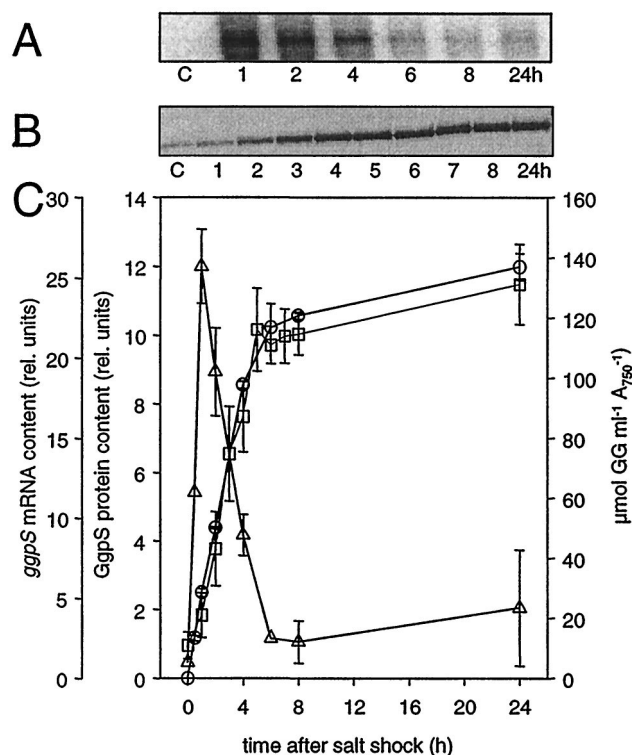 A
C 1 2 4 6 8 24h
B
C 1 2 3 4 5 6 7 8 24h
C
30
25
20
15
10
5
0
ggpS mRNA content (rel. units)
14
12
10
8
6
4
2
0
GgpS protein content (rel. units)
160
140
120
100
80
60
40
20
0
µmol GG ml⁻¹ A₇₅₀⁻¹
0 4 8 12 16 20 24
time after salt shock (h)